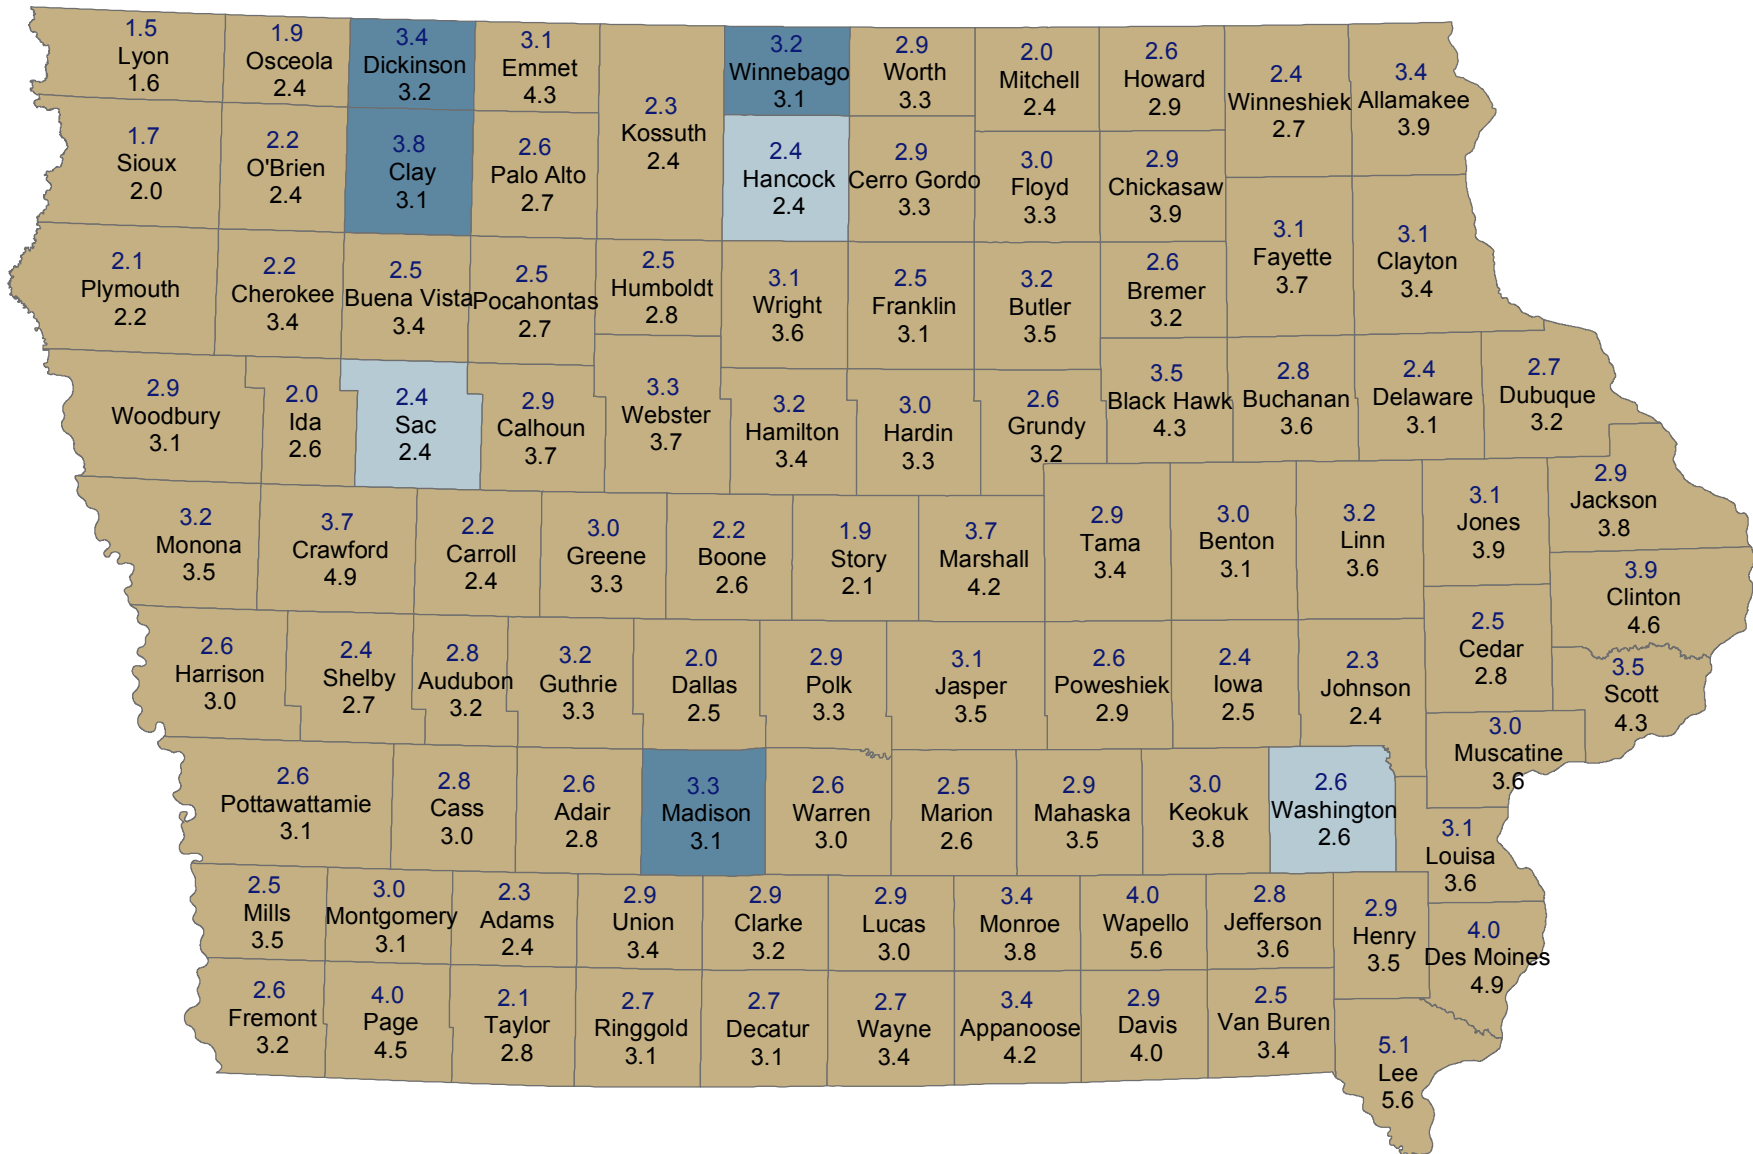 1.5
Lyon
1.6
1.9
Osceola
2.4
3.4
Dickinson
3.2
3.1
Emmet
4.3
2.3
Kossuth
2.4
3.2
Winnebago
3.1
2.9
Worth
3.3
2.0
Mitchell
2.4
2.6
Howard
2.9
2.4
Winneshiek
2.7
3.4
Allamakee
3.9
1.7
Sioux
2.0
2.2
O'Brien
2.4
3.8
Clay
3.1
2.6
Palo Alto
2.7
2.4
Hancock
2.4
2.9
Cerro Gordo
3.3
3.0
Floyd
3.3
2.9
Chickasaw
3.9
3.1
Fayette
3.7
3.1
Clayton
3.4
2.1
Plymouth
2.2
2.2
Cherokee
3.4
2.5
Buena Vista
3.4
2.5
Pocahontas
2.7
2.5
Humboldt
2.8
3.1
Wright
3.6
2.5
Franklin
3.1
3.2
Butler
3.5
2.6
Bremer
3.2
2.9
Woodbury
3.1
2.0
Ida
2.6
2.4
Sac
2.4
2.9
Calhoun
3.7
3.3
Webster
3.7
3.2
Hamilton
3.4
3.0
Hardin
3.3
2.6
Grundy
3.2
3.5
Black Hawk
4.3
2.8
Buchanan
3.6
2.4
Delaware
3.1
2.7
Dubuque
3.2
3.2
Monona
3.5
3.7
Crawford
4.9
2.2
Carroll
2.4
3.0
Greene
3.3
2.2
Boone
2.6
1.9
Story
2.1
3.7
Marshall
4.2
2.9
Tama
3.4
3.0
Benton
3.1
3.2
Linn
3.6
3.1
Jones
3.9
2.9
Jackson
3.8
3.9
Clinton
4.6
2.6
Harrison
3.0
2.4
Shelby
2.7
2.8
Audubon
3.2
3.2
Guthrie
3.3
2.0
Dallas
2.5
2.9
Polk
3.3
3.1
Jasper
3.5
2.6
Poweshiek
2.9
2.4
Iowa
2.5
2.3
Johnson
2.4
2.5
Cedar
2.8
3.5
Scott
4.3
3.0
Muscatine
3.6
2.6
Pottawattamie
3.1
2.8
Cass
3.0
2.6
Adair
2.8
3.3
Madison
3.1
2.6
Warren
3.0
2.5
Marion
2.6
2.9
Mahaska
3.5
3.0
Keokuk
3.8
2.6
Washington
2.6
3.1
Louisa
3.6
2.5
Mills
3.5
3.0
Montgomery
3.1
2.3
Adams
2.4
2.9
Union
3.4
2.9
Clarke
3.2
2.9
Lucas
3.0
3.4
Monroe
3.8
4.0
Wapello
5.6
2.8
Jefferson
3.6
2.9
Henry
3.5
4.0
Des Moines
4.9
2.6
Fremont
3.2
4.0
Page
4.5
2.1
Taylor
2.8
2.7
Ringgold
3.1
2.7
Decatur
3.1
2.7
Wayne
3.4
3.4
Appanoose
4.2
2.9
Davis
4.0
2.5
Van Buren
3.4
5.1
Lee
5.6